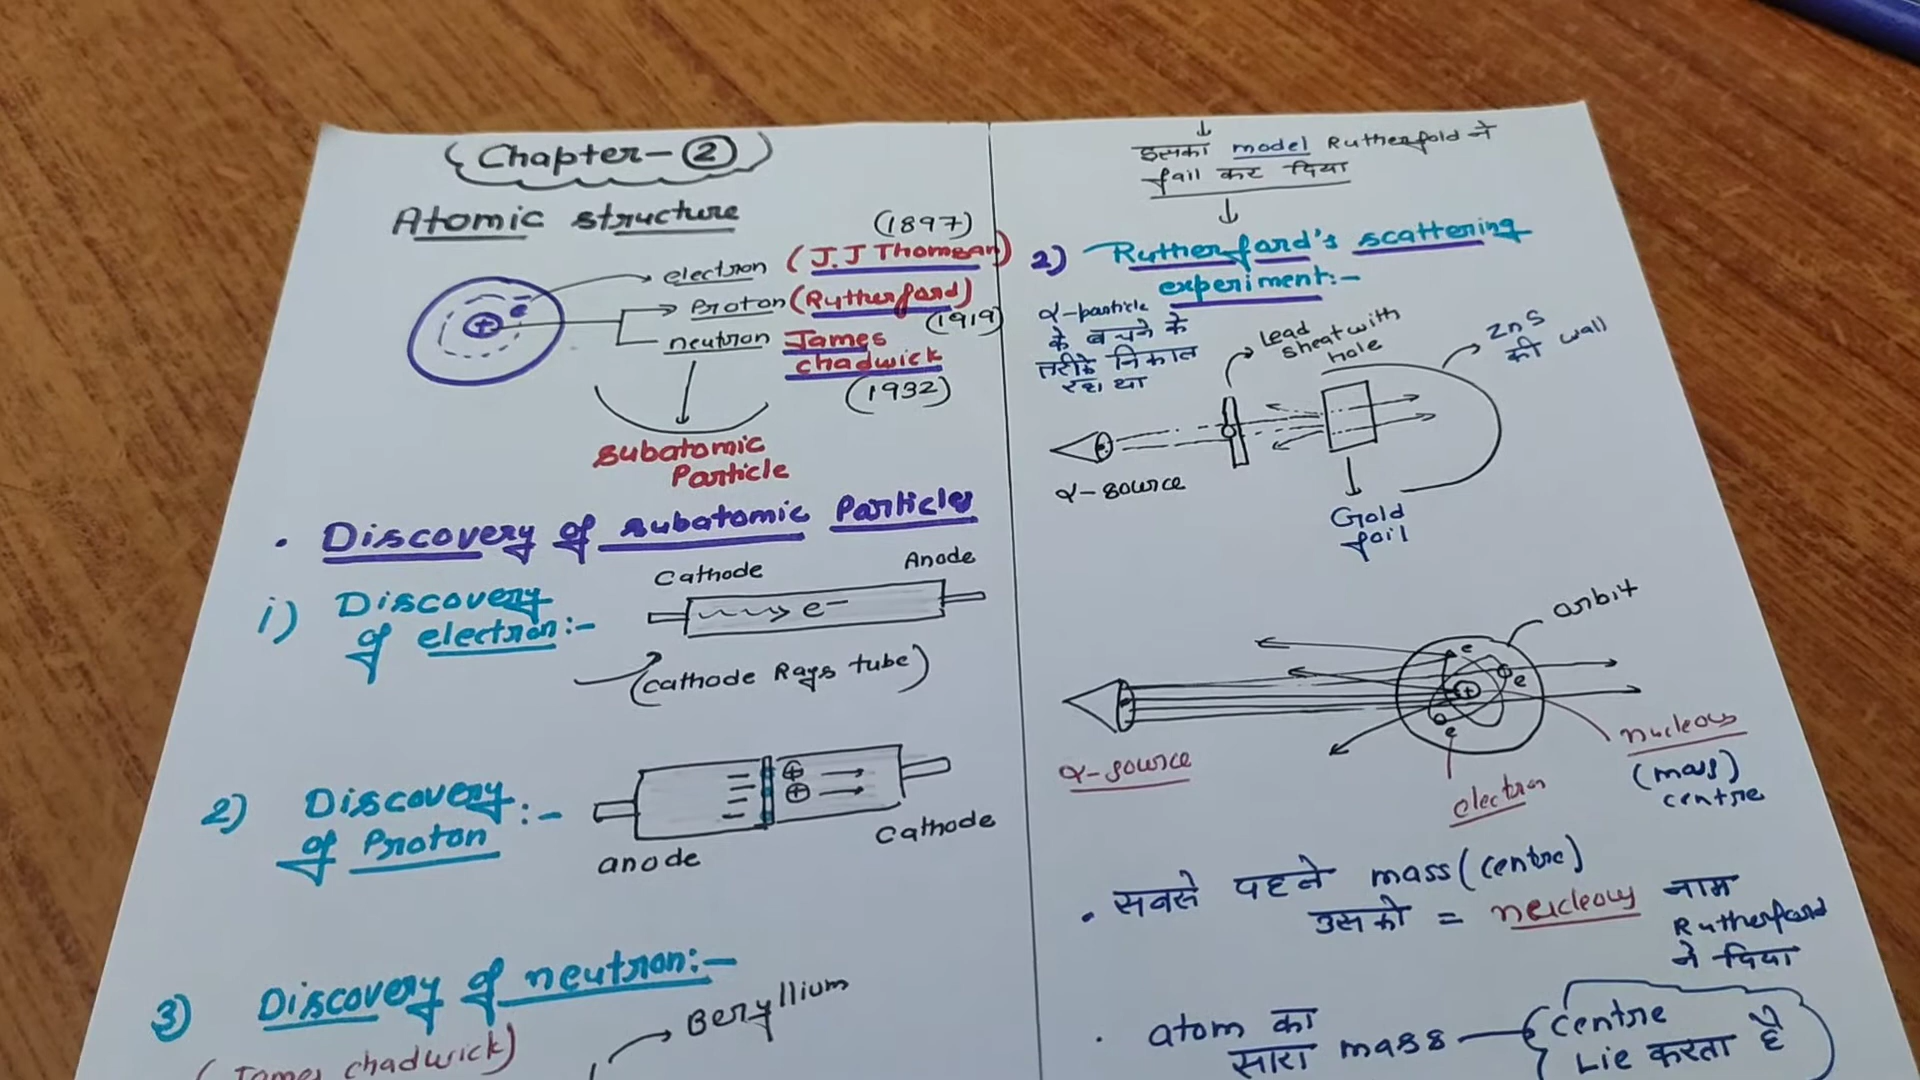 Chapter-②
Atomic structure
(1897)
electron (J.J Thomson)
Proton (Rutherford)
(1919)
neutron James
chadwick
(1932)
e
+
subatomic
Particle
• Discovery of subatomic Particles
i) Discovery
of electron:-
Cathode
Anode
e-
(cathode Rays tube)
2) Discovery
of Proton :-
anode
Cathode
3) Discovery of neutron:-
(James chadwick)
Beryllium
इसका model Rutherfold ने
fail कर दिया
2) Rutherford's scattering
experiment:-
α-particle
के बचने के
तरीके निकाल
रहा था
lead
sheat with
hole
ZnS
की wall
α-source
Gold
foil
orbit
e
e
e
+
α-source
electron
nucleous
(mass)
centre
• सबसे पहले mass (centre)
उसको = nucleous नाम
Rutherford
ने दिया
• atom का
सारा mass
centre
Lie करता है